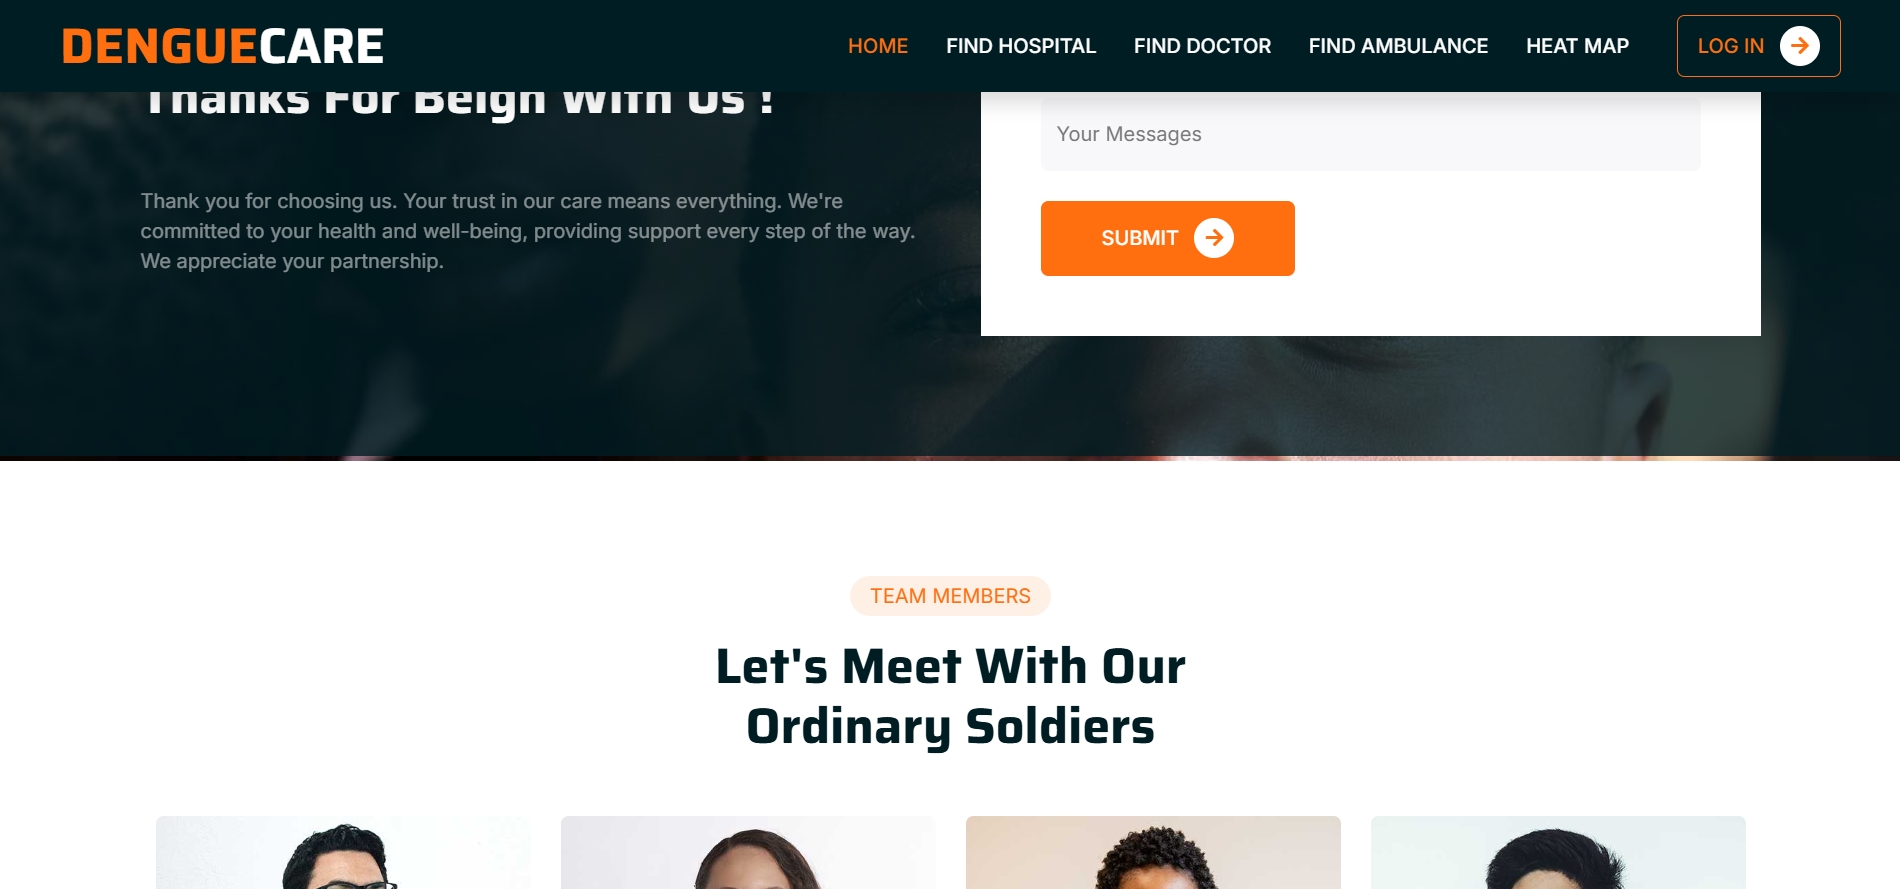 DENGUECARE
HOME FIND HOSPITAL FIND DOCTOR FIND AMBULANCE HEAT MAP LOG IN
Thanks For Beign With Us !
Thank you for choosing us. Your trust in our care means everything. We're
committed to your health and well-being, providing support every step of the way.
We appreciate your partnership.
Your Messages
SUBMIT
TEAM MEMBERS
Let's Meet With Our
Ordinary Soldiers